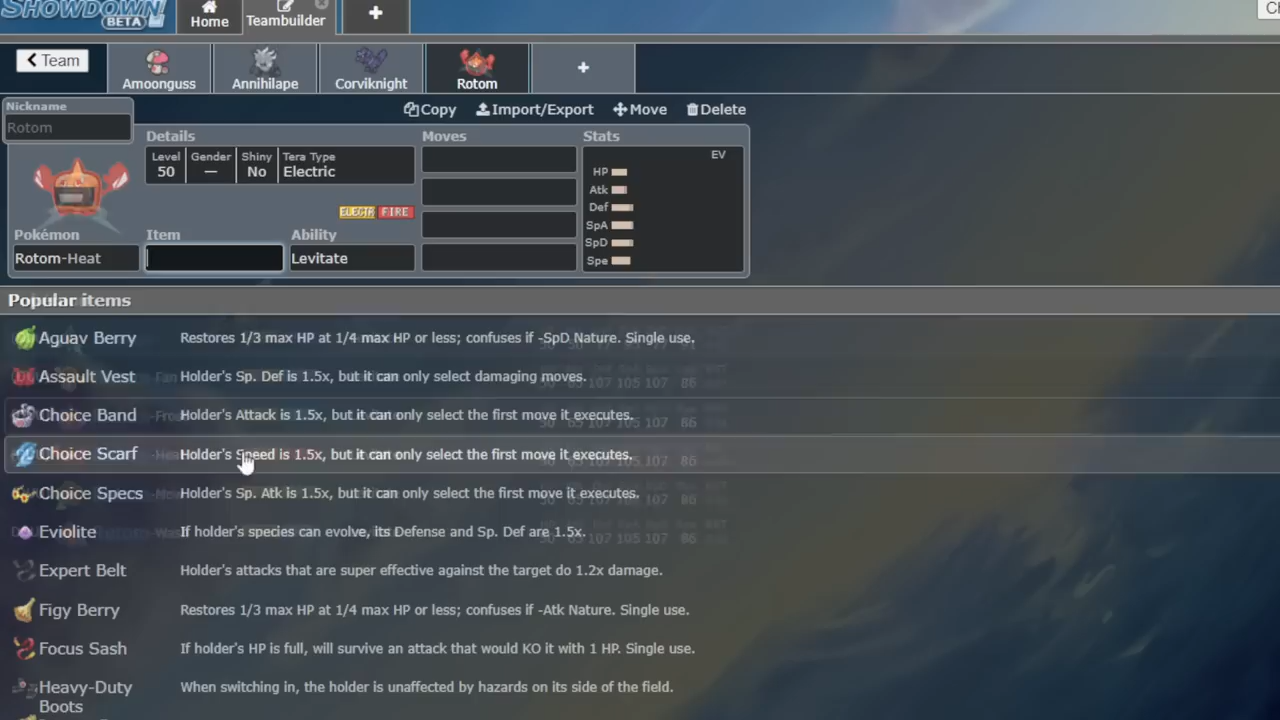 SHOWDOWN
BETA
Home
Teambuilder
+
Team
Amoonguss
Annihilape
Corviknight
Rotom
+
Nickname
Rotom
Copy
Import/Export
Move
Delete
Details
Moves
Stats
Level
50
Gender
—
Shiny
No
Tera Type
Electric
EV
HP
Atk
Def
SpA
SpD
Spe
ELECTR FIRE
Pokémon
Item
Ability
Rotom-Heat
Levitate
Popular items
Aguav Berry Restores 1/3 max HP at 1/4 max HP or less; confuses if -SpD Nature. Single use.
Assault Vest Holder's Sp. Def is 1.5x, but it can only select damaging moves.
Choice Band Holder's Attack is 1.5x, but it can only select the first move it executes.
Choice Scarf Holder's Speed is 1.5x, but it can only select the first move it executes.
Choice Specs Holder's Sp. Atk is 1.5x, but it can only select the first move it executes.
Eviolite If holder's species can evolve, its Defense and Sp. Def are 1.5x.
Expert Belt Holder's attacks that are super effective against the target do 1.2x damage.
Figy Berry Restores 1/3 max HP at 1/4 max HP or less; confuses if -Atk Nature. Single use.
Focus Sash If holder's HP is full, will survive an attack that would KO it with 1 HP. Single use.
Heavy-Duty Boots When switching in, the holder is unaffected by hazards on its side of the field.